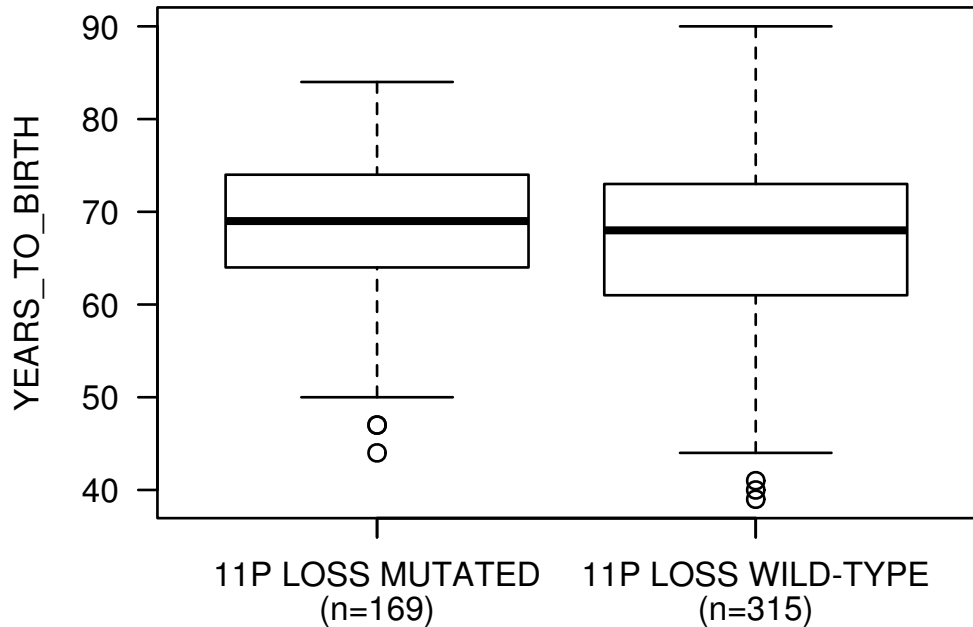 YEARS_TO_BIRTH
90
80
70
60
50
40
11P LOSS MUTATED
(n=169)
11P LOSS WILD-TYPE
(n=315)